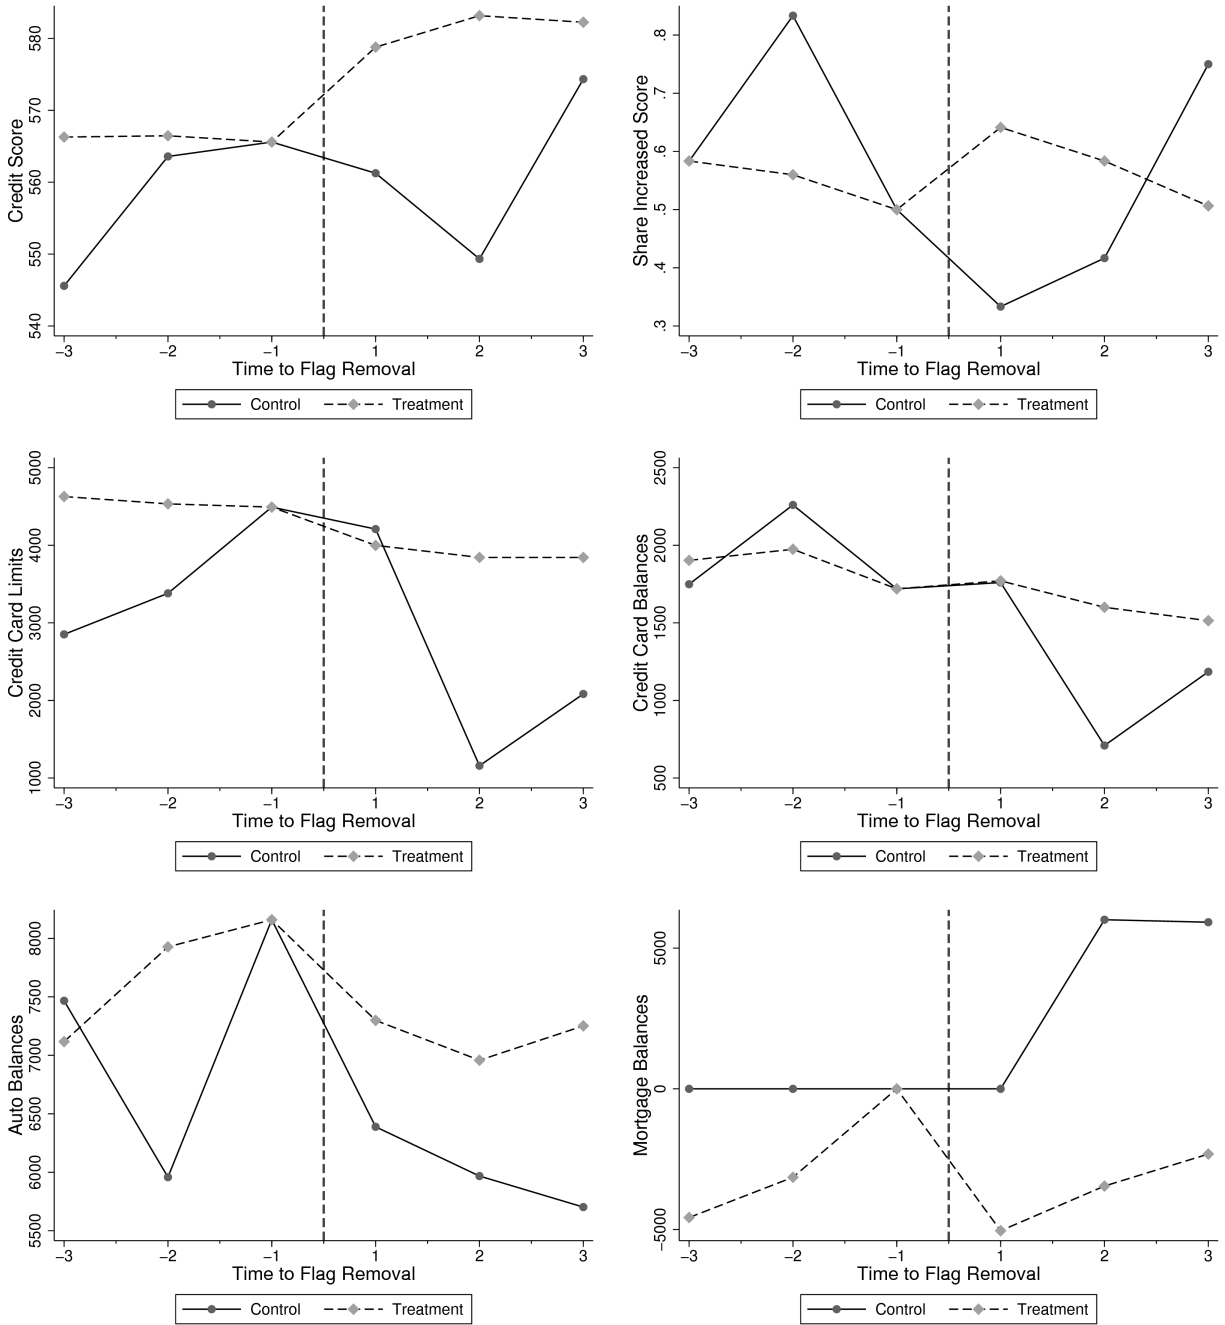 Credit Score
540 550 560 570 580
−3 −2 −1 1 2 3
Time to Flag Removal
Control Treatment
Share Increased Score
.3 .4 .5 .6 .7 .8
−3 −2 −1 1 2 3
Time to Flag Removal
Control Treatment
Credit Card Limits
1000 2000 3000 4000 5000
−3 −2 −1 1 2 3
Time to Flag Removal
Control Treatment
Credit Card Balances
500 1000 1500 2000 2500
−3 −2 −1 1 2 3
Time to Flag Removal
Control Treatment
Auto Balances
5500 6000 6500 7000 7500 8000
−3 −2 −1 1 2 3
Time to Flag Removal
Control Treatment
Mortgage Balances
−5000 0 5000
−3 −2 −1 1 2 3
Time to Flag Removal
Control Treatment